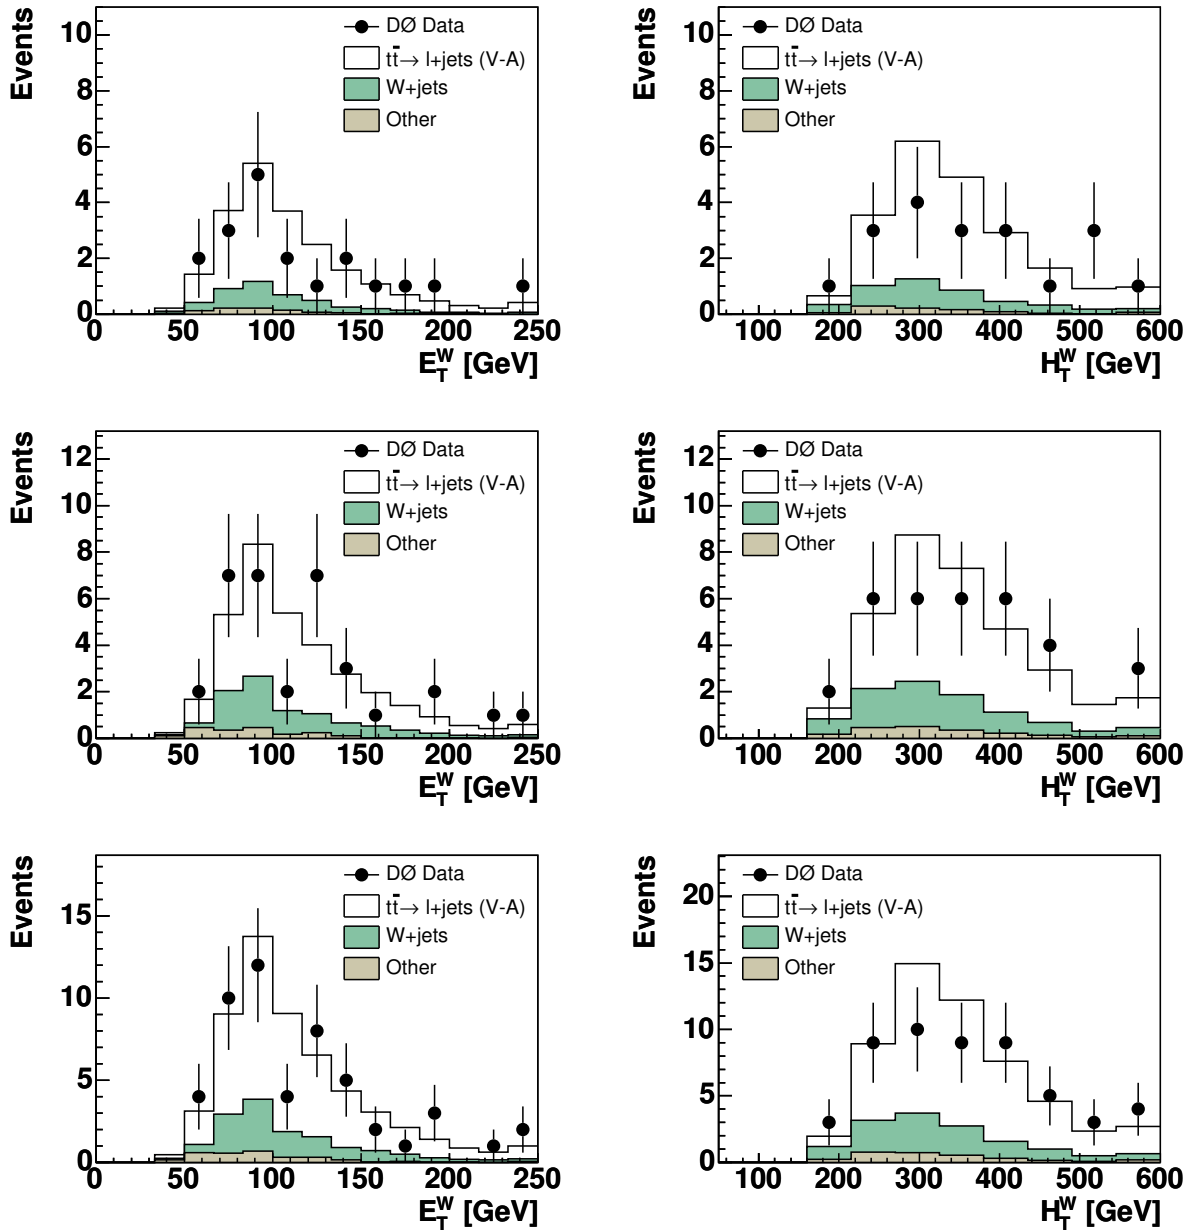 Events
10
8
6
4
2
0
DØ Data
tt̄→ l+jets (V-A)
W+jets
Other
0 50 100 150 200 250
E_T^W [GeV]
Events
10
8
6
4
2
0
DØ Data
tt̄→ l+jets (V-A)
W+jets
Other
100 200 300 400 500 600
H_T^W [GeV]
Events
12
10
8
6
4
2
0
DØ Data
tt̄→ l+jets (V-A)
W+jets
Other
0 50 100 150 200 250
E_T^W [GeV]
Events
12
10
8
6
4
2
0
DØ Data
tt̄→ l+jets (V-A)
W+jets
Other
100 200 300 400 500 600
H_T^W [GeV]
Events
15
10
5
0
DØ Data
tt̄→ l+jets (V-A)
W+jets
Other
0 50 100 150 200 250
E_T^W [GeV]
Events
20
15
10
5
0
DØ Data
tt̄→ l+jets (V-A)
W+jets
Other
100 200 300 400 500 600
H_T^W [GeV]